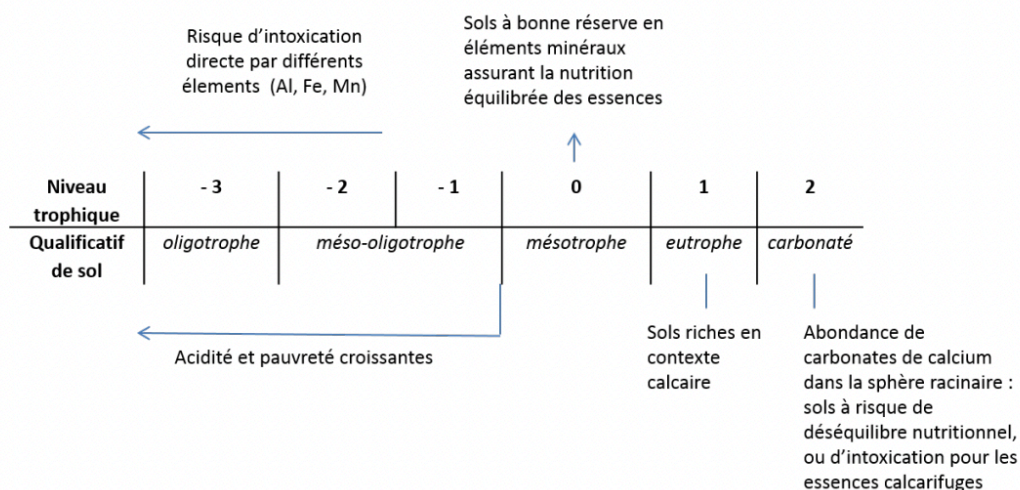 Risque d'intoxication
directe par différents
élements (Al, Fe, Mn)
Sols à bonne réserve en
éléments minéraux
assurant la nutrition
équilibrée des essences
Niveau
trophique
- 3
- 2
- 1
0
1
2
Qualificatif
de sol
oligotrophe
méso-oligotrophe
mésotrophe
eutrophe
carbonaté
Acidité et pauvreté croissantes
Sols riches en
contexte
calcaire
Abondance de
carbonates de calcium
dans la sphère racinaire :
sols à risque de
déséquilibre nutritionnel,
ou d'intoxication pour les
essences calcarifuges